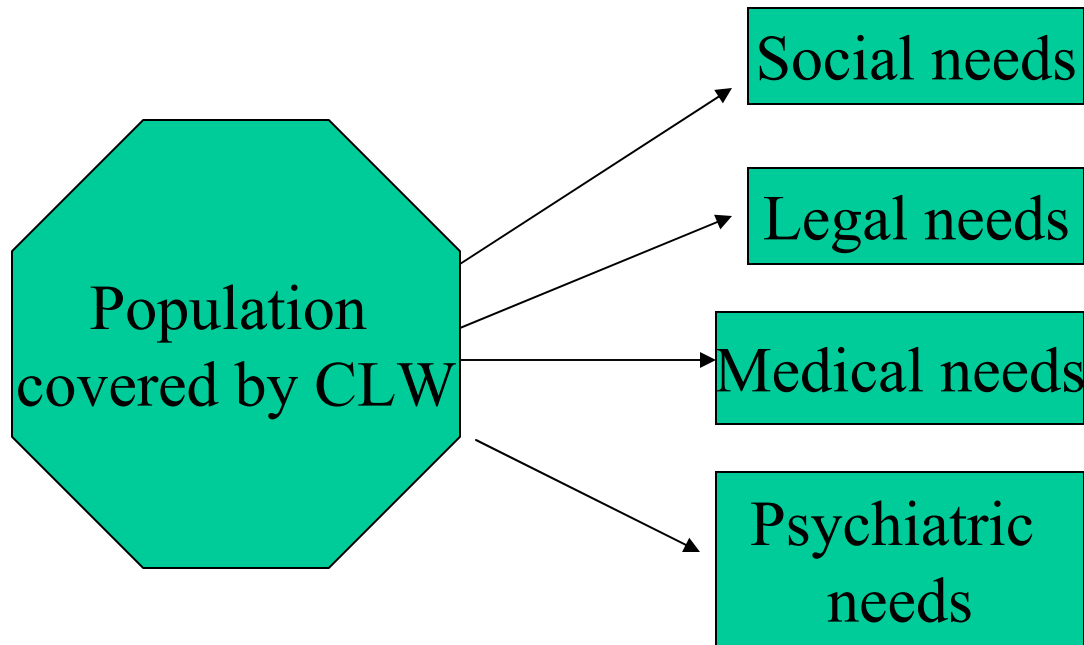 Population
covered by CLW
Social needs
Legal needs
Medical needs
Psychiatric
needs